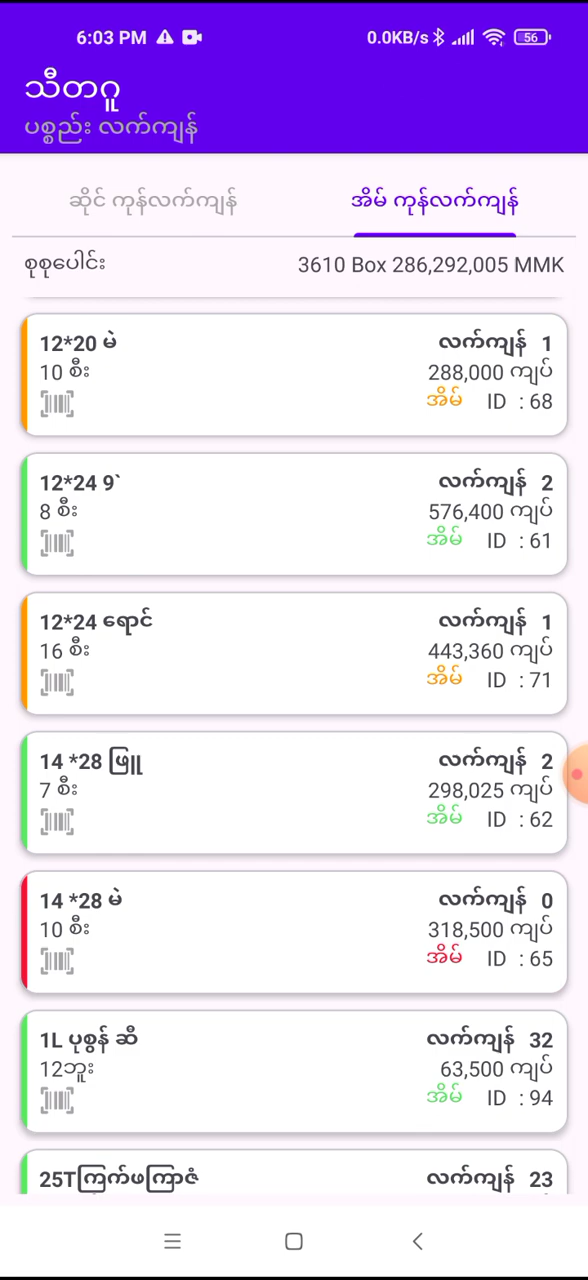 6:03 PM 0.0KB/s 56
သီတဂူ
ပစ္စည်း လက်ကျန်
ဆိုင် ကုန်လက်ကျန် အိမ် ကုန်လက်ကျန်
စုစုပေါင်း 3610 Box 286,292,005 MMK
12*20 မဲ လက်ကျန် 1
10 စီး 288,000 ကျပ်
အိမ် ID : 68
12*24 9` လက်ကျန် 2
8 စီး 576,400 ကျပ်
အိမ် ID : 61
12*24 ရောင် လက်ကျန် 1
16 စီး 443,360 ကျပ်
အိမ် ID : 71
14 *28 ဖြူ လက်ကျန် 2
7 စီး 298,025 ကျပ်
အိမ် ID : 62
14 *28 မဲ လက်ကျန် 0
10 စီး 318,500 ကျပ်
အိမ် ID : 65
1L ပုစွန် ဆီ လက်ကျန် 32
12ဘူး 63,500 ကျပ်
အိမ် ID : 94
25Tကြက်ဖကြာဇံ လက်ကျန် 23